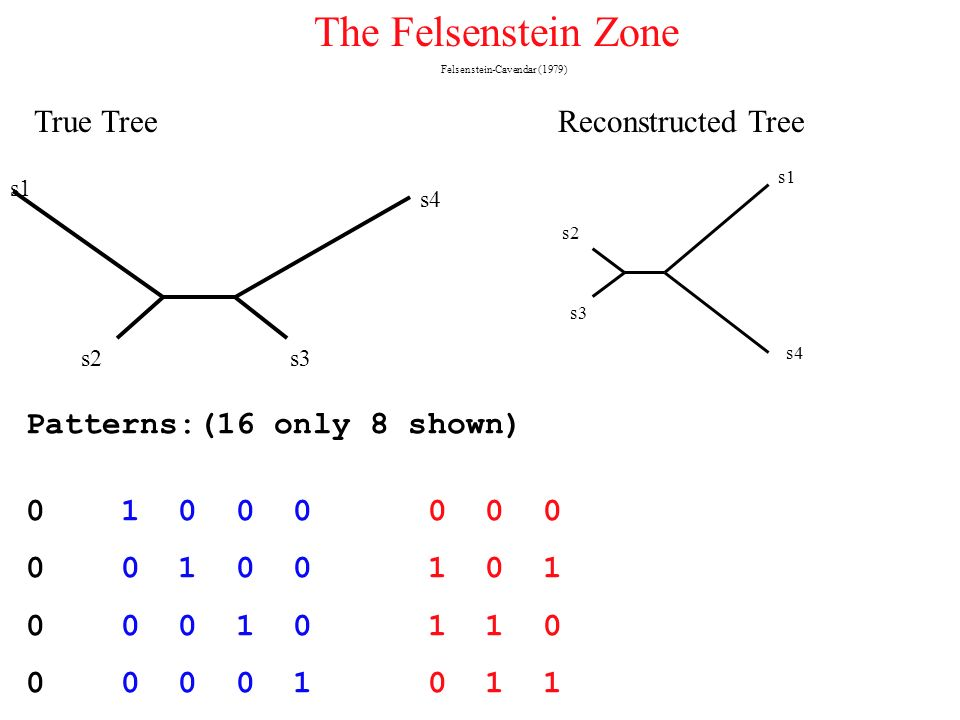 The Felsenstein Zone
Felsenstein-Cavendar (1979)
True Tree
Reconstructed Tree
s1
s4
s2
s3
s1
s2
s3
s4
Patterns:(16 only 8 shown)
0 1 0 0 0 0 0 0
0 0 1 0 0 1 0 1
0 0 0 1 0 1 1 0
0 0 0 0 1 0 1 1